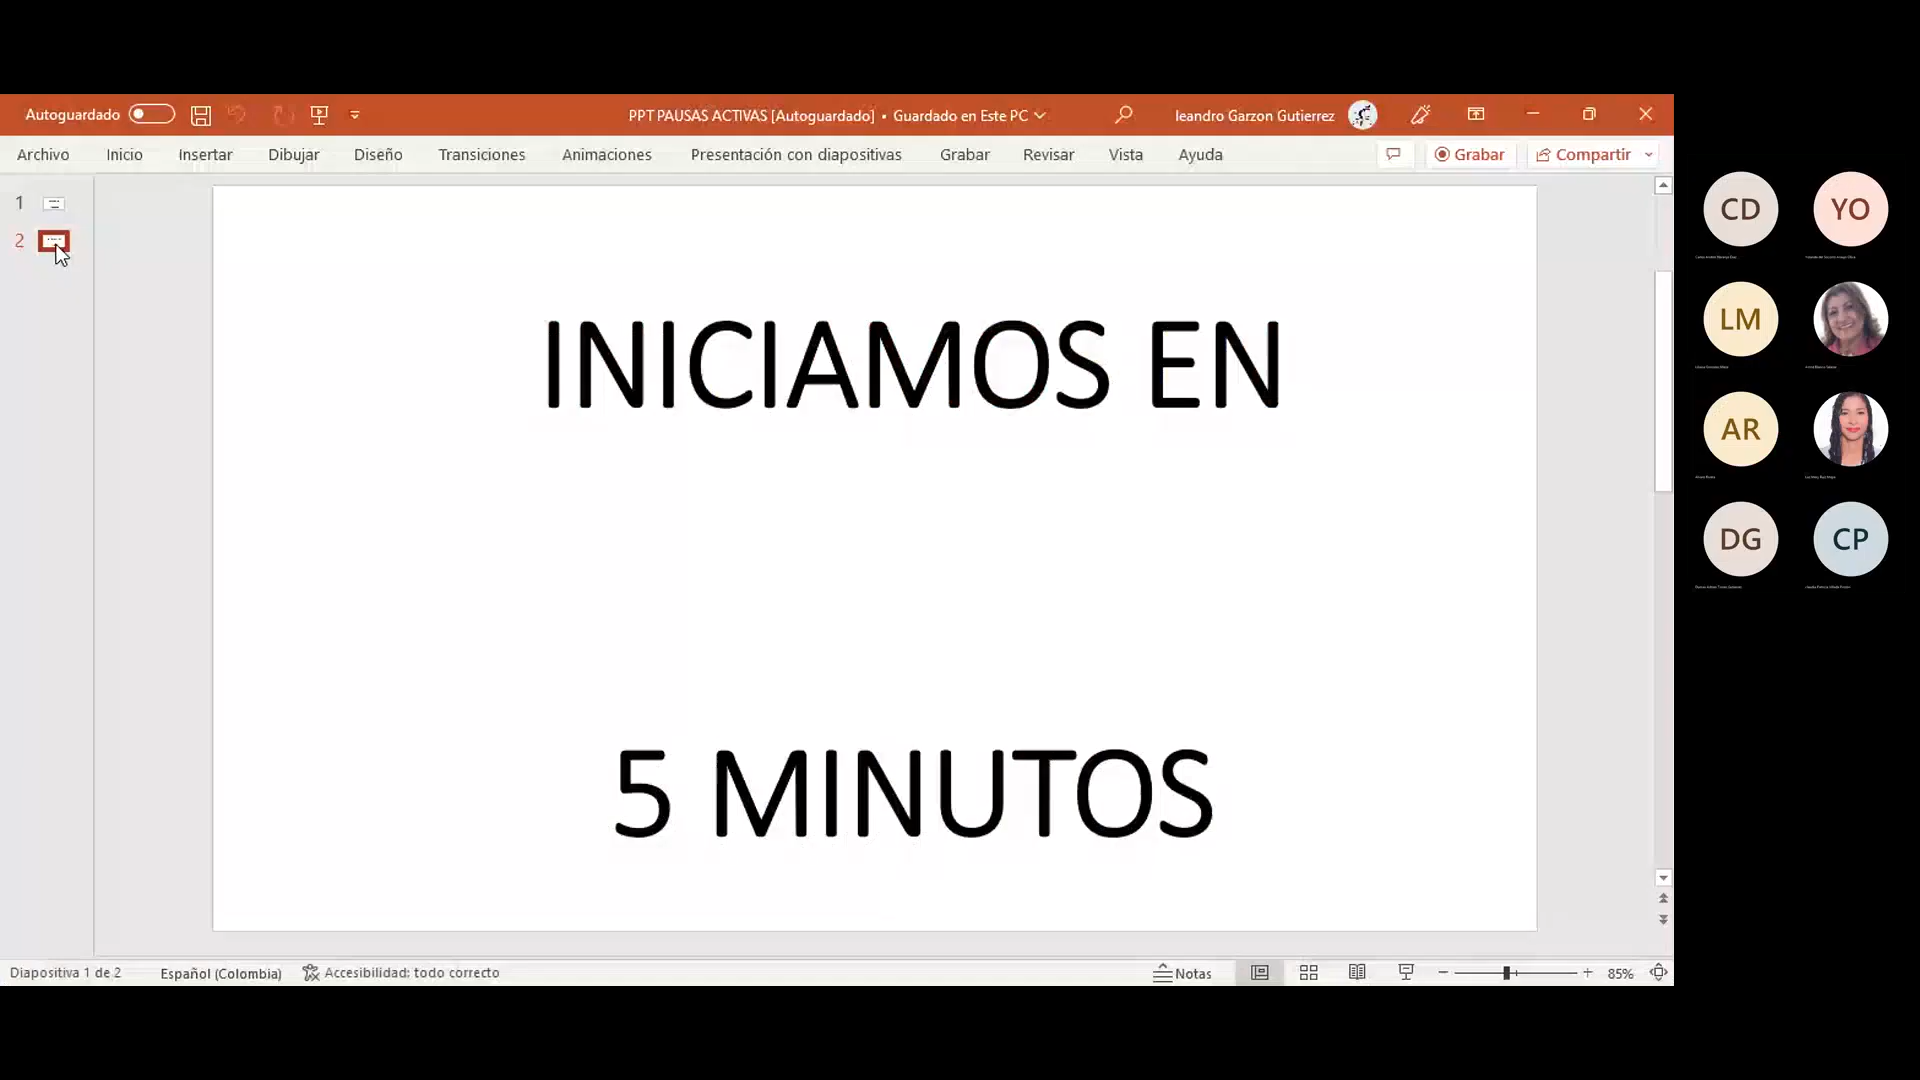 Autoguardado
PPT PAUSAS ACTIVAS [Autoguardado] • Guardado en Este PC
leandro Garzon Gutierrez
Archivo Inicio Insertar Dibujar Diseño Transiciones Animaciones Presentación con diapositivas Grabar Revisar Vista Ayuda Grabar Compartir
1
2
INICIAMOS EN
5 MINUTOS
CD YO
LM
AR
DG CP
Diapositiva 1 de 2 Español (Colombia) Accesibilidad: todo correcto Notas 85%